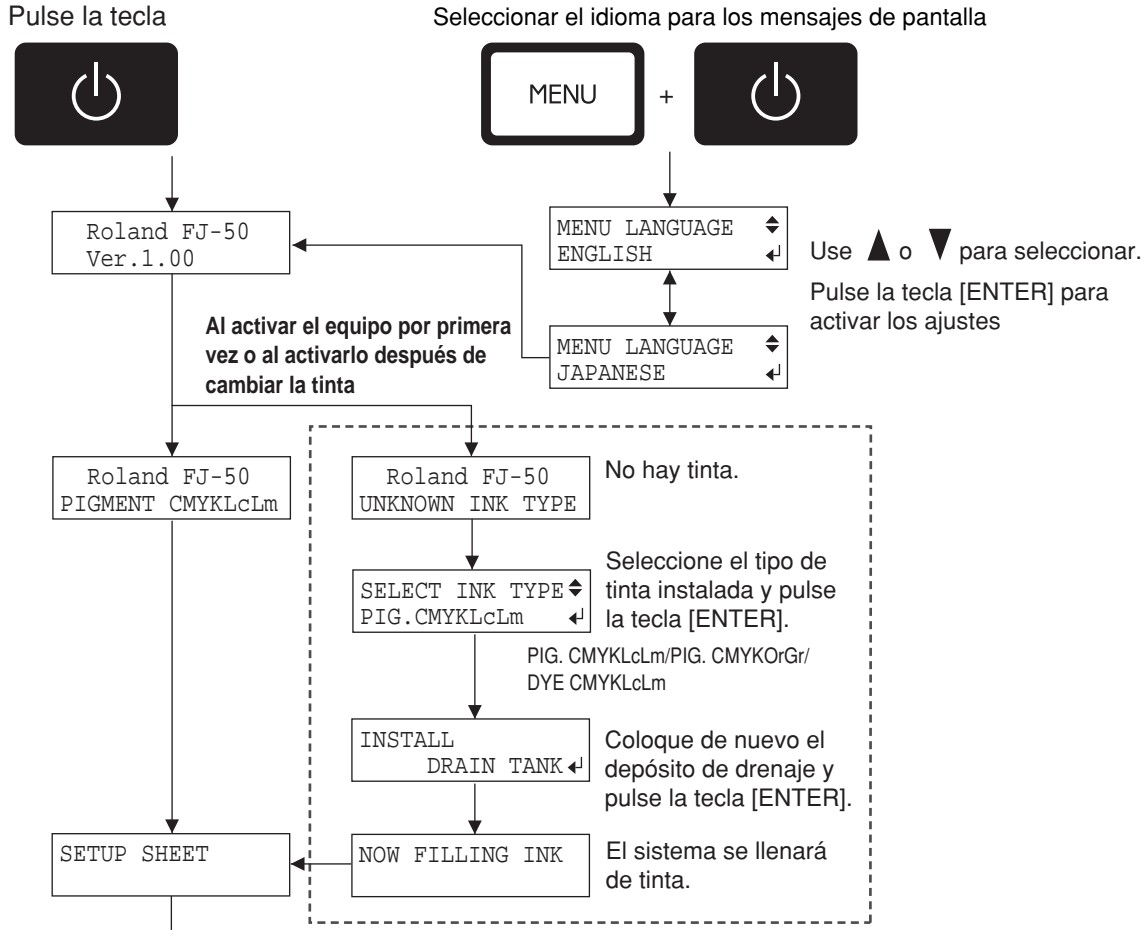 Pulse la tecla
Seleccionar el idioma para los mensajes de pantalla
MENU
+
Roland FJ-50
Ver.1.00
MENU LANGUAGE
ENGLISH
Use ▲ o ▼ para seleccionar.
Pulse la tecla [ENTER] para
activar los ajustes
MENU LANGUAGE
JAPANESE
Al activar el equipo por primera
vez o al activarlo después de
cambiar la tinta
Roland FJ-50
PIGMENT CMYKLcLm
Roland FJ-50
UNKNOWN INK TYPE
No hay tinta.
SELECT INK TYPE
PIG.CMYKLcLm
Seleccione el tipo de
tinta instalada y pulse
la tecla [ENTER].
PIG. CMYKLcLm/PIG. CMYKOrGr/
DYE CMYKLcLm
INSTALL
DRAIN TANK
Coloque de nuevo el
depósito de drenaje y
pulse la tecla [ENTER].
SETUP SHEET
NOW FILLING INK
El sistema se llenará
de tinta.